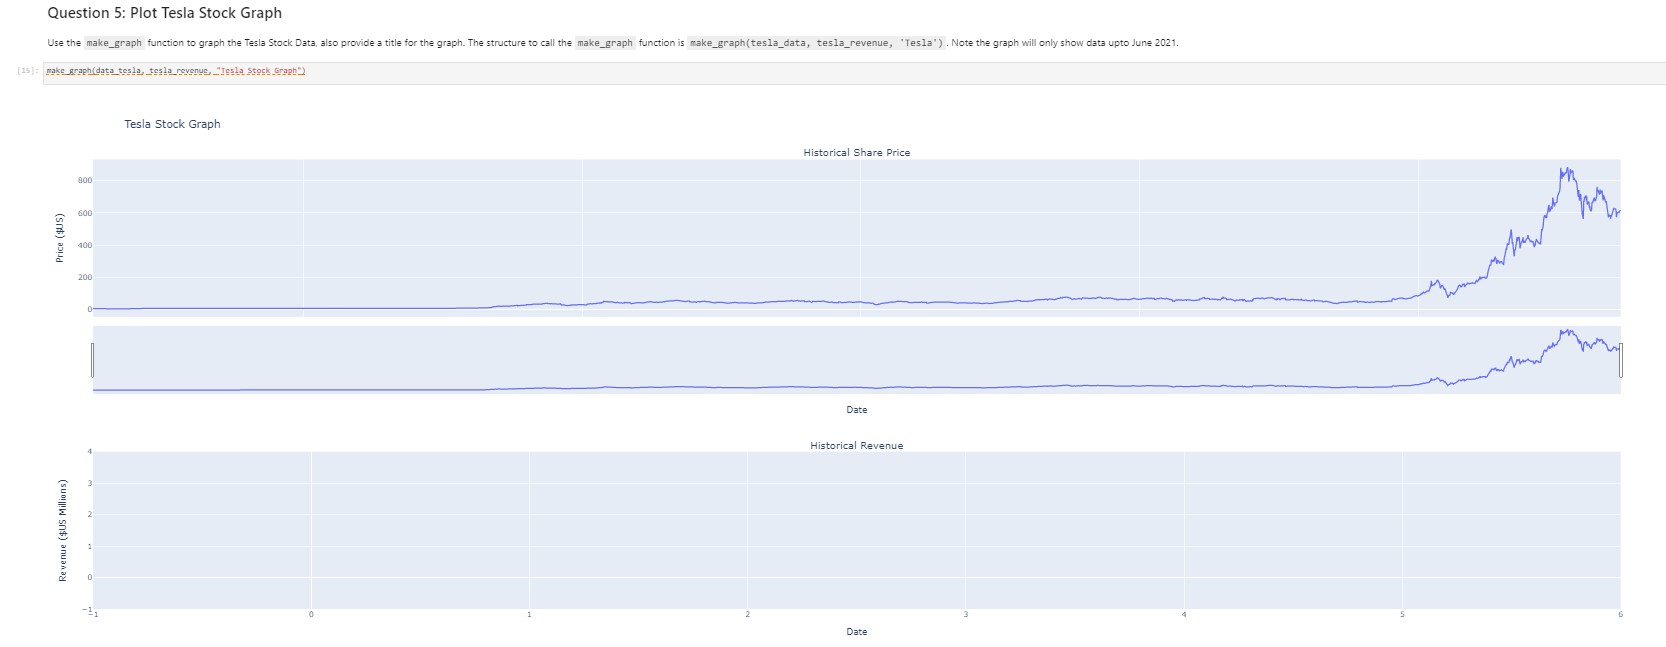 Question 5: Plot Tesla Stock Graph
Use the make_graph function to graph the Tesla Stock Data, also provide a title for the graph. The structure to call the make_graph function is make_graph(tesla_data, tesla_revenue, 'Tesla') . Note the graph will only show data upto June 2021.
[15]: make_graph(data_tesla, tesla_revenue, "Tesla Stock Graph")
Tesla Stock Graph
Historical Share Price
Price ($US)
800
600
400
200
0
Date
Historical Revenue
Revenue ($US Millions)
4
3
2
1
0
−1
−1 0 1 2 3 4 5 6
Date